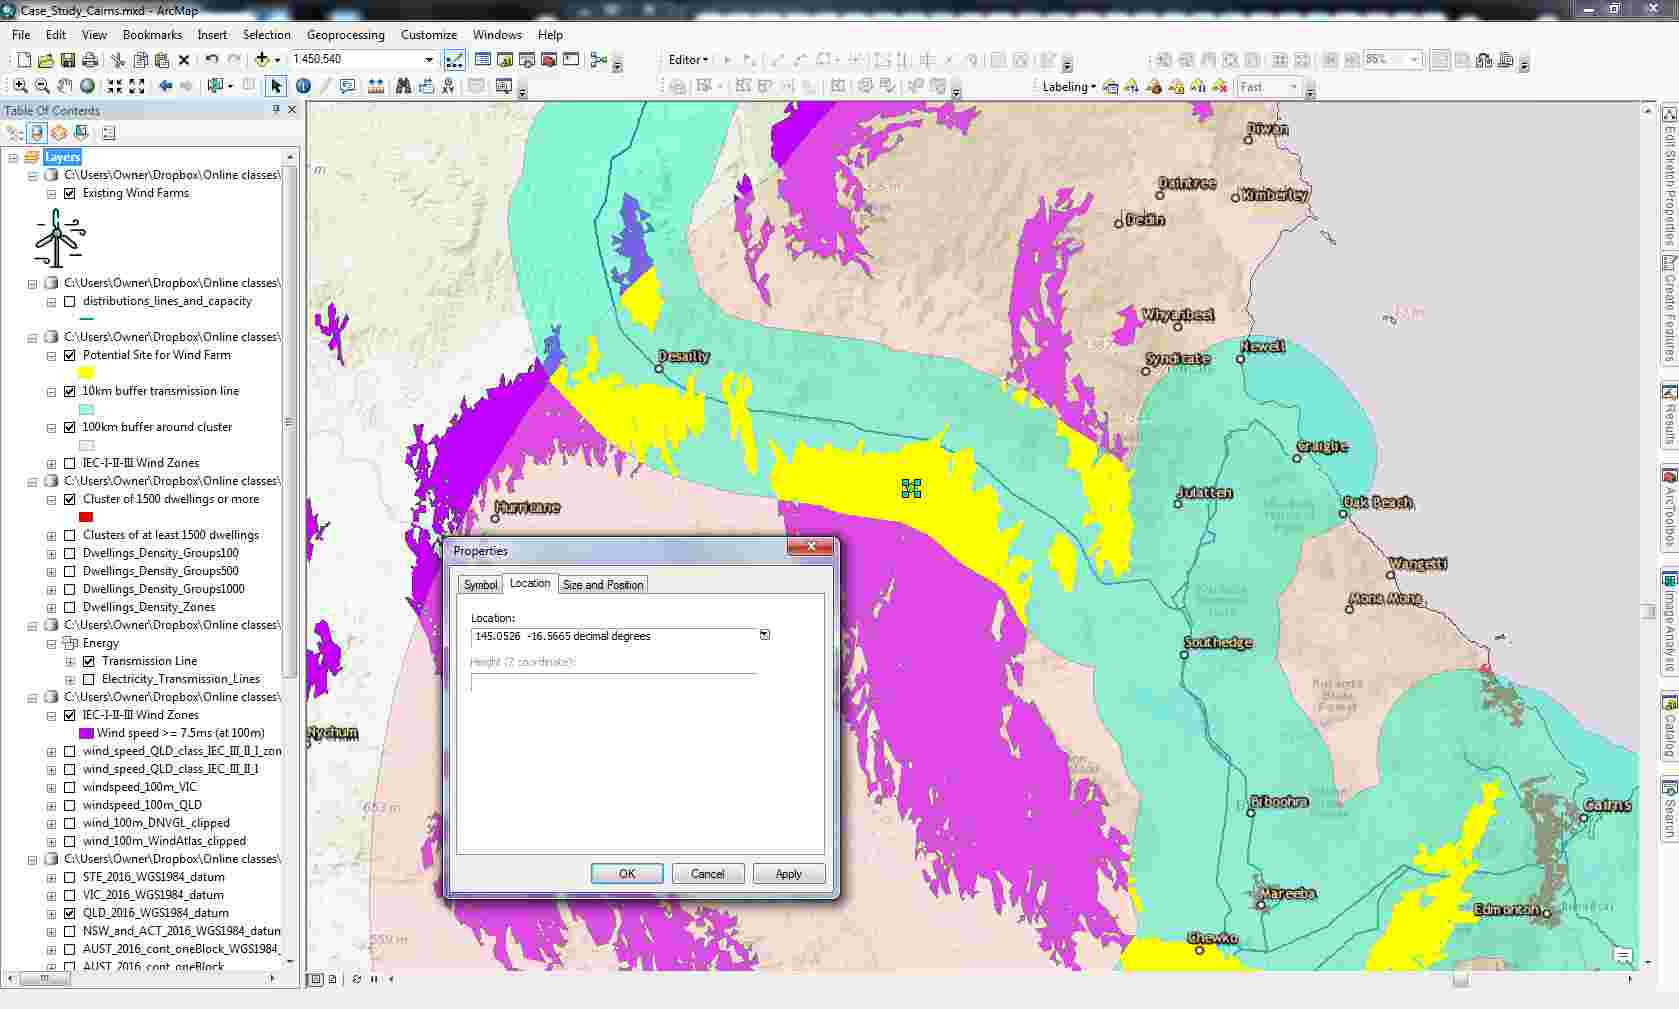 Case_Study_Cairns.mxd - ArcMap
File Edit View Bookmarks Insert Selection Geoprocessing Customize Windows Help
1:450,540
Editor
85%
Labeling
Fast
Table Of Contents
Layers
C:\Users\Owner\Dropbox\Online classes\
Existing Wind Farms
C:\Users\Owner\Dropbox\Online classes\
distributions_lines_and_capacity
C:\Users\Owner\Dropbox\Online classes\
Potential Site for Wind Farm
10km buffer transmission line
100km buffer around cluster
IEC-I-II-III Wind Zones
C:\Users\Owner\Dropbox\Online classes\
Cluster of 1500 dwellings or more
Clusters of at least 1500 dwellings
Dwellings_Density_Groups100
Dwellings_Density_Groups500
Dwellings_Density_Groups1000
Dwellings_Density_Zones
C:\Users\Owner\Dropbox\Online classes\
Energy
Transmission Line
Electricity_Transmission_Lines
C:\Users\Owner\Dropbox\Online classes\
IEC-I-II-III Wind Zones
Wind speed >= 7.5ms (at 100m)
wind_speed_QLD_class_IEC_III_II_I_zon
wind_speed_QLD_class_IEC_III_II_I
windspeed_100m_VIC
windspeed_100m_QLD
wind_100m_DNVGL_clipped
wind_100m_WindAtlas_clipped
C:\Users\Owner\Dropbox\Online classes\
STE_2016_WGS1984_datum
VIC_2016_WGS1984_datum
QLD_2016_WGS1984_datum
NSW_and_ACT_2016_WGS1984_datum
AUST_2016_cont_oneBlock_WGS1984_
AUST_2016_cont_oneBlock
Diwan
Daintree
Kimberley
Dedin
Whyanbeel
Newell
Syndicate
Desailly
Craiglie
Julatten
Oak Beach
Hurricane
Wangetti
Mona Mona
Southedge
Nychum
653 m
Biboohra
Cairns
Mareeba
Edmonton
559 m
Chewko
Properties
Symbol Location Size and Position
Location:
145.0526 -16.5665 decimal degrees
Height (Z coordinate):
OK Cancel Apply
Edit Sketch Properties
Create Features
Results
ArcToolbox
Image Analysis
Catalog
Search